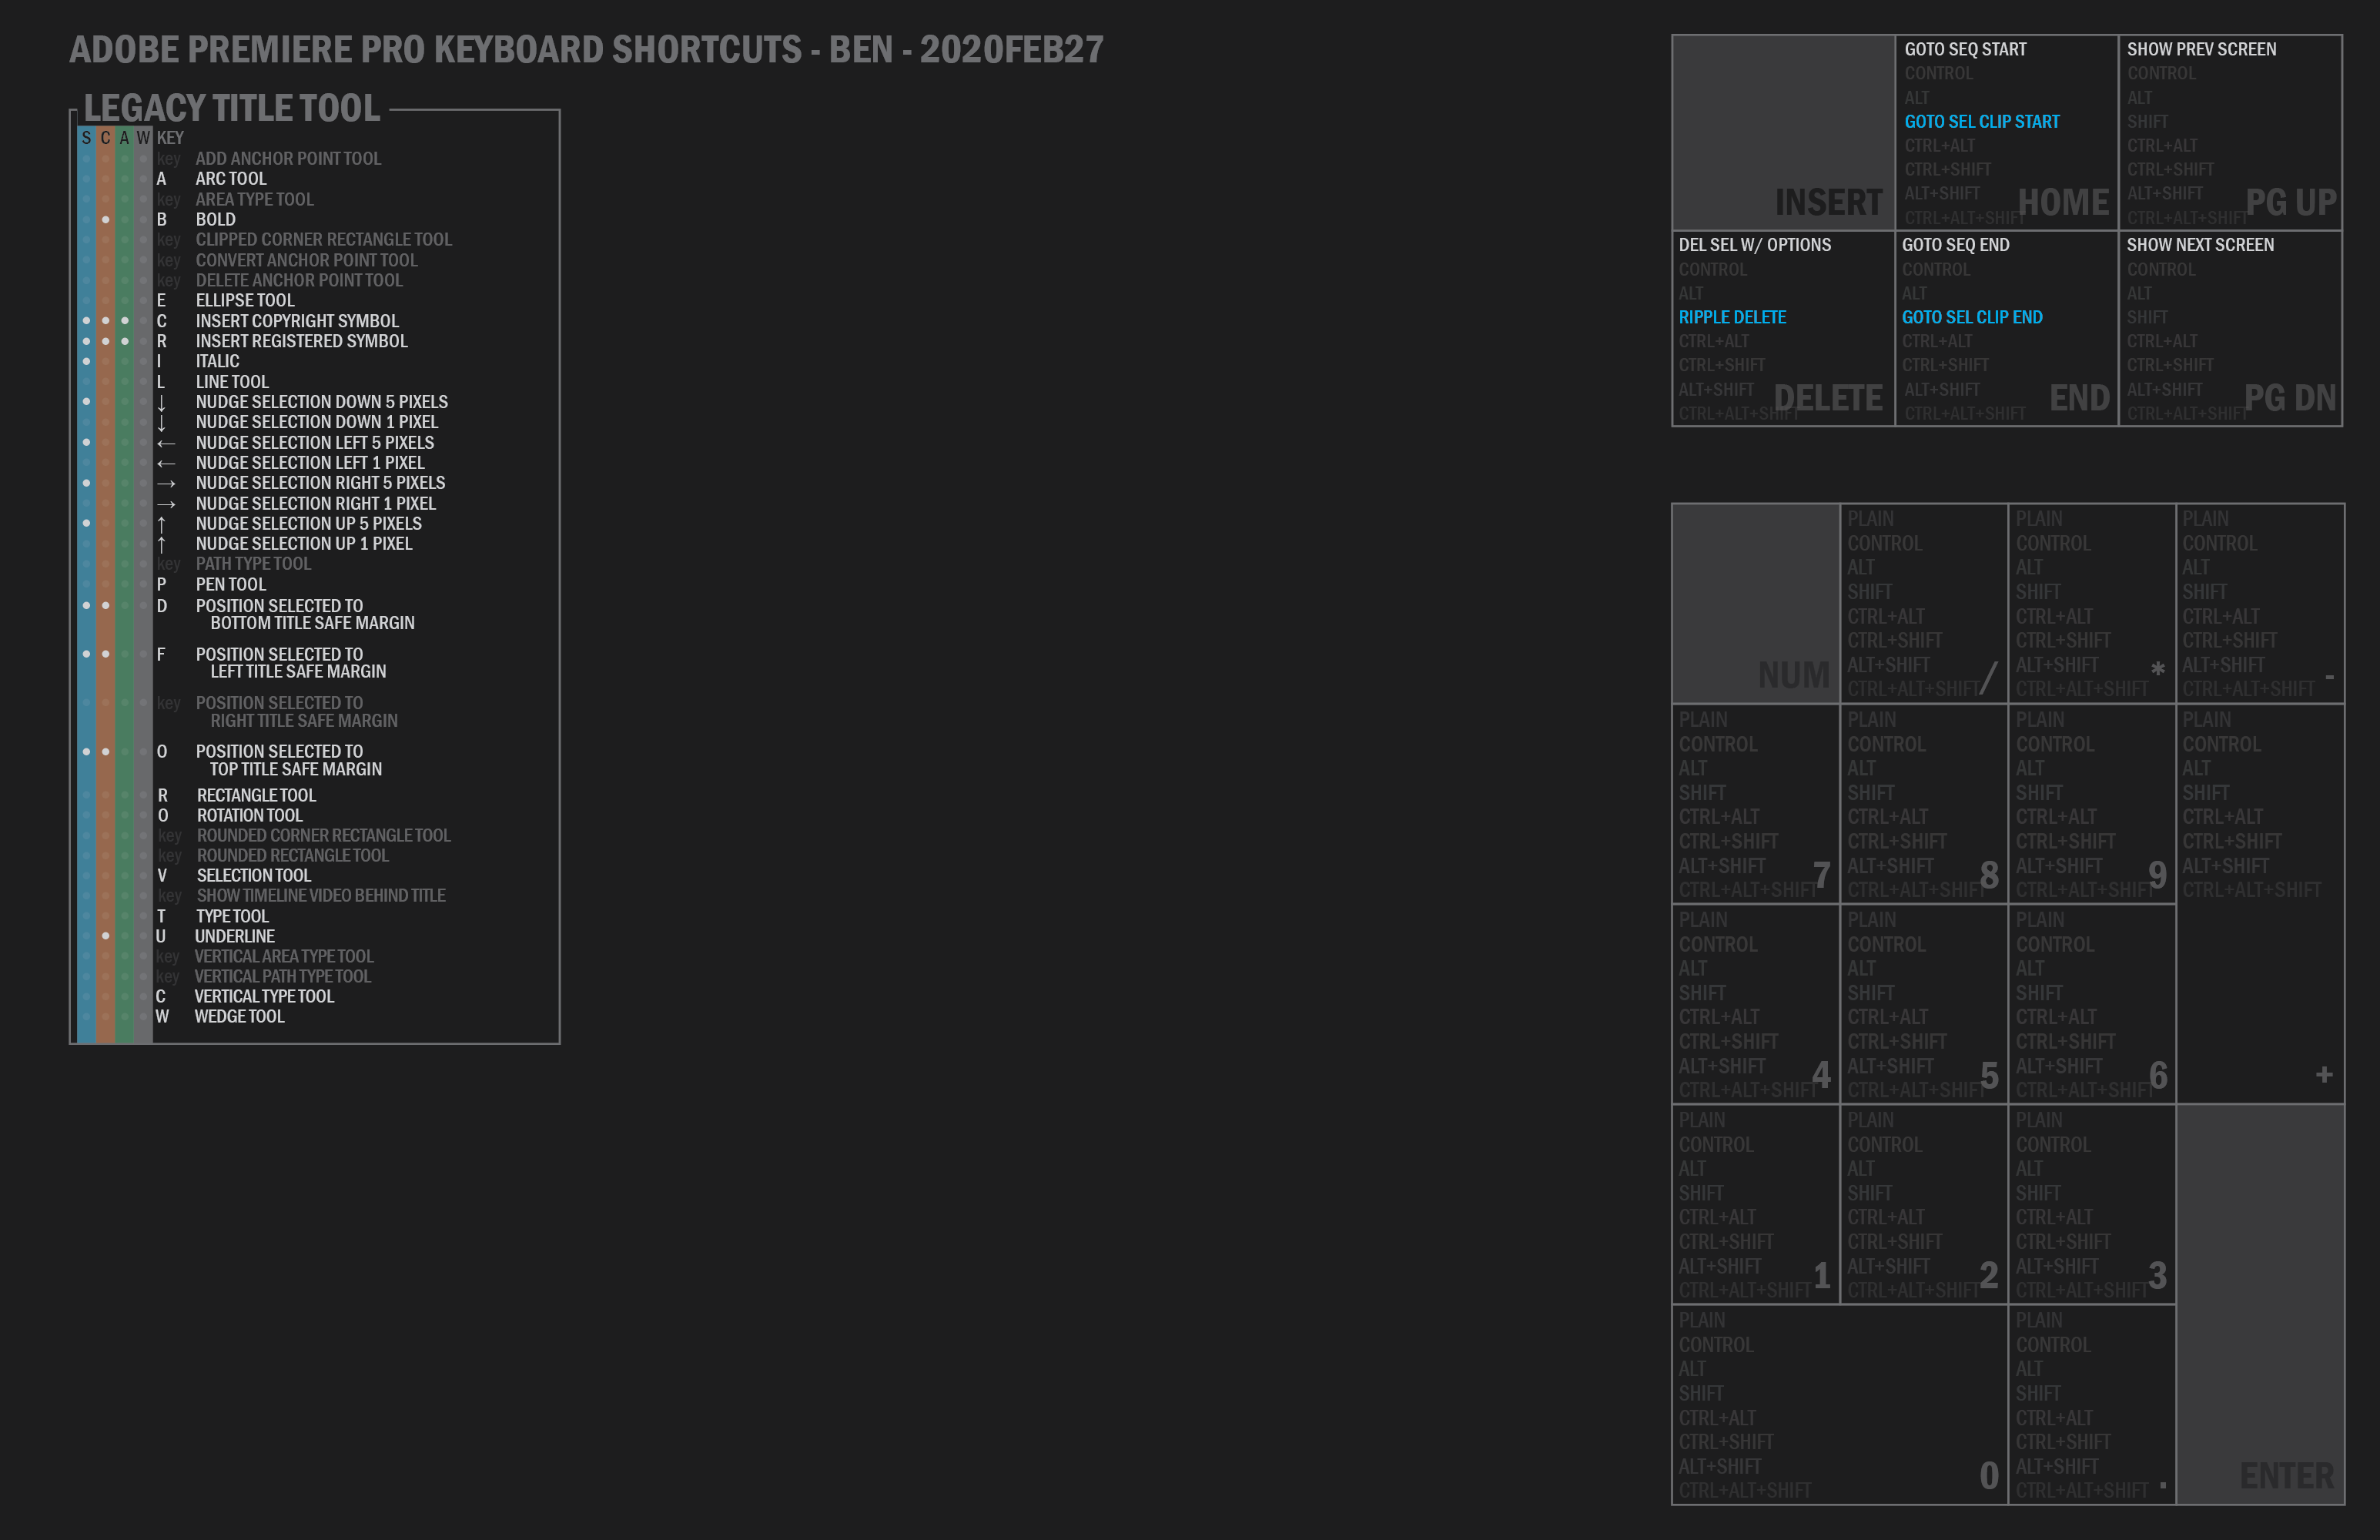 ADOBE PREMIERE PRO KEYBOARD SHORTCUTS - BEN - 2020FEB27
LEGACY TITLE TOOL
S C A W KEY
key ADD ANCHOR POINT TOOL
A ARC TOOL
key AREA TYPE TOOL
B BOLD
key CLIPPED CORNER RECTANGLE TOOL
key CONVERT ANCHOR POINT TOOL
key DELETE ANCHOR POINT TOOL
E ELLIPSE TOOL
C INSERT COPYRIGHT SYMBOL
R INSERT REGISTERED SYMBOL
I ITALIC
L LINE TOOL
↓ NUDGE SELECTION DOWN 5 PIXELS
↓ NUDGE SELECTION DOWN 1 PIXEL
← NUDGE SELECTION LEFT 5 PIXELS
← NUDGE SELECTION LEFT 1 PIXEL
→ NUDGE SELECTION RIGHT 5 PIXELS
→ NUDGE SELECTION RIGHT 1 PIXEL
↑ NUDGE SELECTION UP 5 PIXELS
↑ NUDGE SELECTION UP 1 PIXEL
key PATH TYPE TOOL
P PEN TOOL
D POSITION SELECTED TO
BOTTOM TITLE SAFE MARGIN
F POSITION SELECTED TO
LEFT TITLE SAFE MARGIN
key POSITION SELECTED TO
RIGHT TITLE SAFE MARGIN
O POSITION SELECTED TO
TOP TITLE SAFE MARGIN
R RECTANGLE TOOL
O ROTATION TOOL
key ROUNDED CORNER RECTANGLE TOOL
key ROUNDED RECTANGLE TOOL
V SELECTION TOOL
key SHOW TIMELINE VIDEO BEHIND TITLE
T TYPE TOOL
U UNDERLINE
key VERTICAL AREA TYPE TOOL
key VERTICAL PATH TYPE TOOL
C VERTICAL TYPE TOOL
W WEDGE TOOL
INSERT
GOTO SEQ START
CONTROL
ALT
GOTO SEL CLIP START
CTRL+ALT
CTRL+SHIFT
ALT+SHIFT
CTRL+ALT+SHIFT
HOME
SHOW PREV SCREEN
CONTROL
ALT
SHIFT
CTRL+ALT
CTRL+SHIFT
ALT+SHIFT
CTRL+ALT+SHIFT
PG UP
DEL SEL W/ OPTIONS
CONTROL
ALT
RIPPLE DELETE
CTRL+ALT
CTRL+SHIFT
ALT+SHIFT
CTRL+ALT+SHIFT
DELETE
GOTO SEQ END
CONTROL
ALT
GOTO SEL CLIP END
CTRL+ALT
CTRL+SHIFT
ALT+SHIFT
CTRL+ALT+SHIFT
END
SHOW NEXT SCREEN
CONTROL
ALT
SHIFT
CTRL+ALT
CTRL+SHIFT
ALT+SHIFT
CTRL+ALT+SHIFT
PG DN
NUM
PLAIN
CONTROL
ALT
SHIFT
CTRL+ALT
CTRL+SHIFT
ALT+SHIFT
CTRL+ALT+SHIFT
/
PLAIN
CONTROL
ALT
SHIFT
CTRL+ALT
CTRL+SHIFT
ALT+SHIFT
CTRL+ALT+SHIFT
*
PLAIN
CONTROL
ALT
SHIFT
CTRL+ALT
CTRL+SHIFT
ALT+SHIFT
CTRL+ALT+SHIFT
-
PLAIN
CONTROL
ALT
SHIFT
CTRL+ALT
CTRL+SHIFT
ALT+SHIFT
CTRL+ALT+SHIFT
7
PLAIN
CONTROL
ALT
SHIFT
CTRL+ALT
CTRL+SHIFT
ALT+SHIFT
CTRL+ALT+SHIFT
8
PLAIN
CONTROL
ALT
SHIFT
CTRL+ALT
CTRL+SHIFT
ALT+SHIFT
CTRL+ALT+SHIFT
9
PLAIN
CONTROL
ALT
SHIFT
CTRL+ALT
CTRL+SHIFT
ALT+SHIFT
CTRL+ALT+SHIFT
+
PLAIN
CONTROL
ALT
SHIFT
CTRL+ALT
CTRL+SHIFT
ALT+SHIFT
CTRL+ALT+SHIFT
4
PLAIN
CONTROL
ALT
SHIFT
CTRL+ALT
CTRL+SHIFT
ALT+SHIFT
CTRL+ALT+SHIFT
5
PLAIN
CONTROL
ALT
SHIFT
CTRL+ALT
CTRL+SHIFT
ALT+SHIFT
CTRL+ALT+SHIFT
6
PLAIN
CONTROL
ALT
SHIFT
CTRL+ALT
CTRL+SHIFT
ALT+SHIFT
CTRL+ALT+SHIFT
1
PLAIN
CONTROL
ALT
SHIFT
CTRL+ALT
CTRL+SHIFT
ALT+SHIFT
CTRL+ALT+SHIFT
2
PLAIN
CONTROL
ALT
SHIFT
CTRL+ALT
CTRL+SHIFT
ALT+SHIFT
CTRL+ALT+SHIFT
3
PLAIN
CONTROL
ALT
SHIFT
CTRL+ALT
CTRL+SHIFT
ALT+SHIFT
CTRL+ALT+SHIFT
0
PLAIN
CONTROL
ALT
SHIFT
CTRL+ALT
CTRL+SHIFT
ALT+SHIFT
CTRL+ALT+SHIFT
.
ENTER